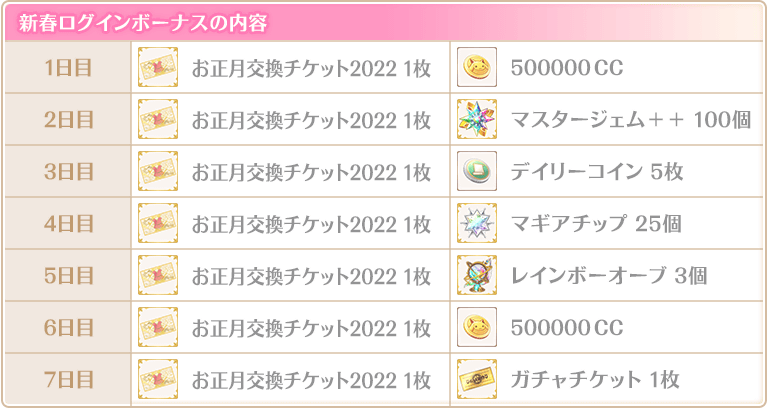 新春ログインボーナスの内容
1日目 お正月交換チケット2022 1枚 500000CC
2日目 お正月交換チケット2022 1枚 マスタージェム++ 100個
3日目 お正月交換チケット2022 1枚 デイリーコイン 5枚
4日目 お正月交換チケット2022 1枚 マギアチップ 25個
5日目 お正月交換チケット2022 1枚 レインボーオーブ 3個
6日目 お正月交換チケット2022 1枚 500000CC
7日目 お正月交換チケット2022 1枚 ガチャチケット 1枚